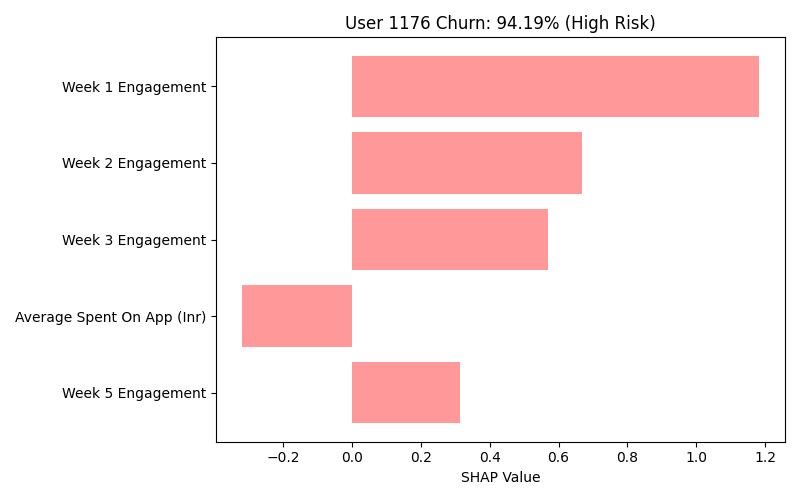 User 1176 Churn: 94.19% (High Risk)
Week 1 Engagement
Week 2 Engagement
Week 3 Engagement
Average Spent On App (Inr)
Week 5 Engagement
−0.2 0.0 0.2 0.4 0.6 0.8 1.0 1.2
SHAP Value